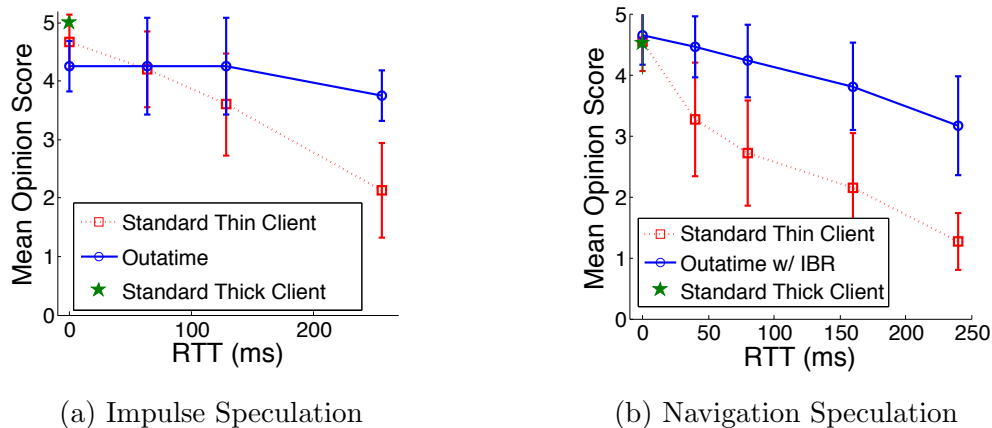 Mean Opinion Score
5
4
3
2
1
0
Standard Thin Client
Outatime
Standard Thick Client
0
100
200
RTT (ms)
(a) Impulse Speculation
Mean Opinion Score
5
4
3
2
1
0
Standard Thin Client
Outatime w/ IBR
Standard Thick Client
0
50
100
150
200
250
RTT (ms)
(b) Navigation Speculation